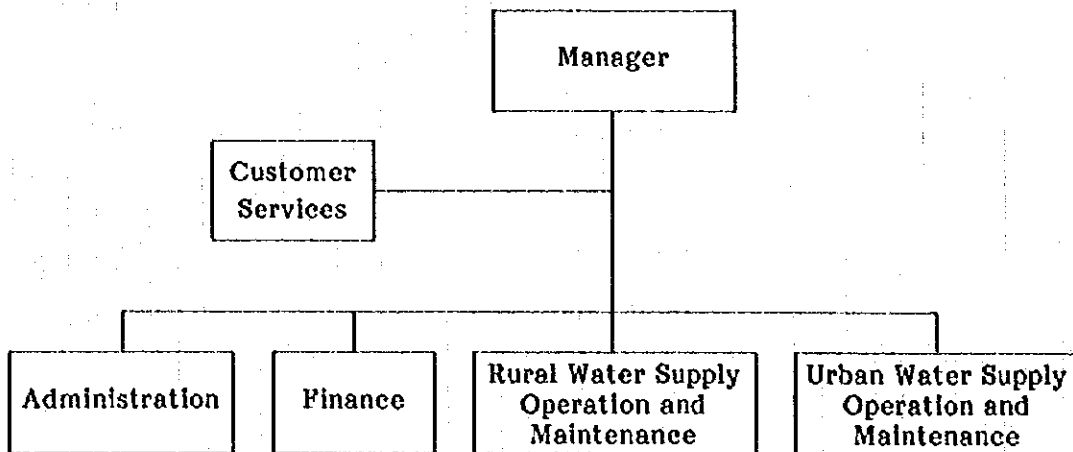 Manager
Customer
Services
Administration
Finance
Rural Water Supply
Operation and
Maintenance
Urban Water Supply
Operation and
Maintenance